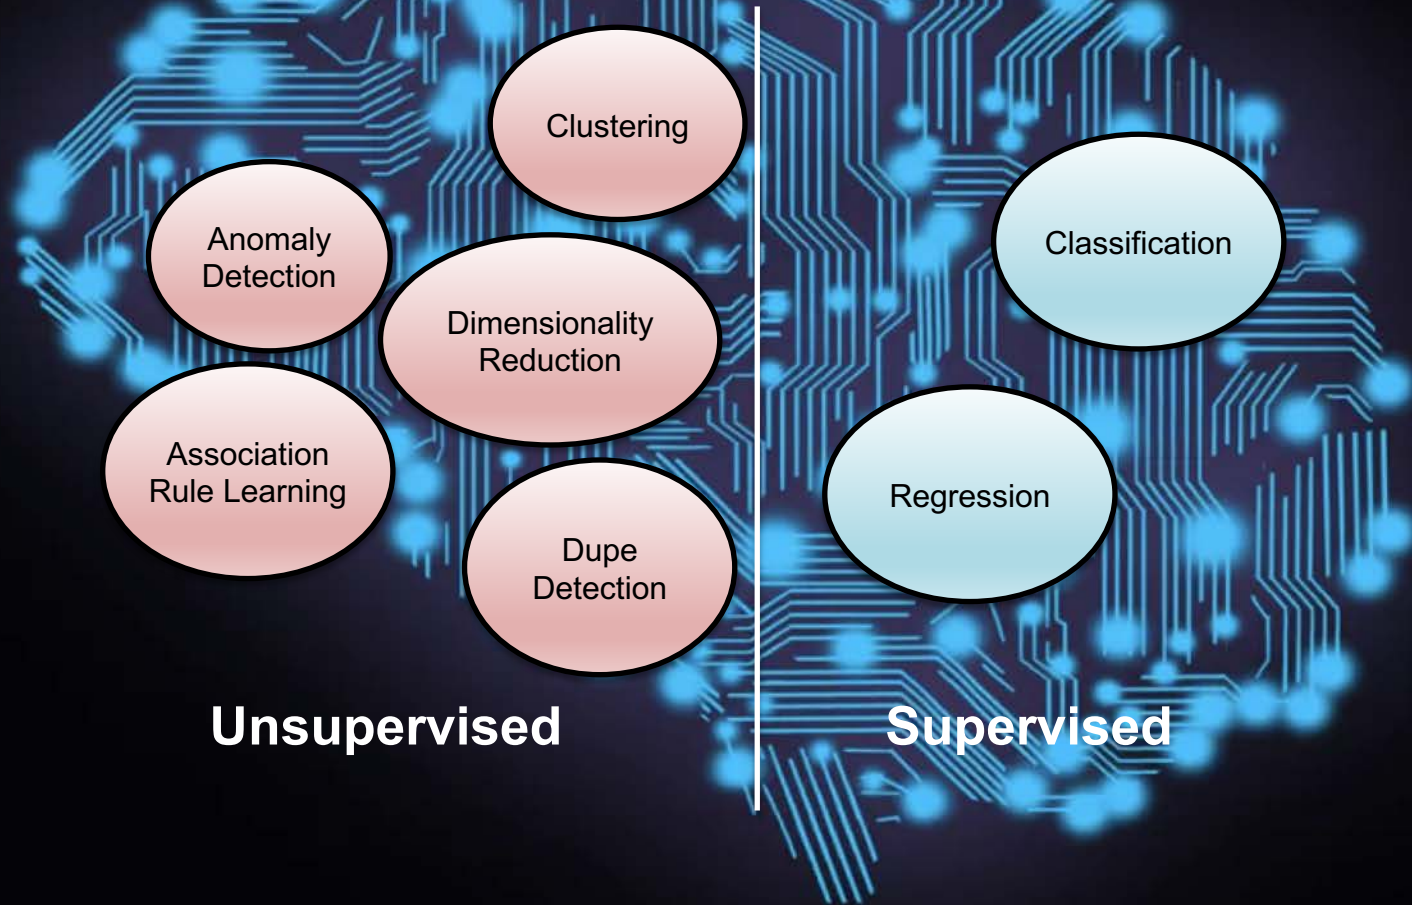 Clustering
Anomaly
Detection
Dimensionality
Reduction
Association
Rule Learning
Dupe
Detection
Unsupervised
Classification
Regression
Supervised